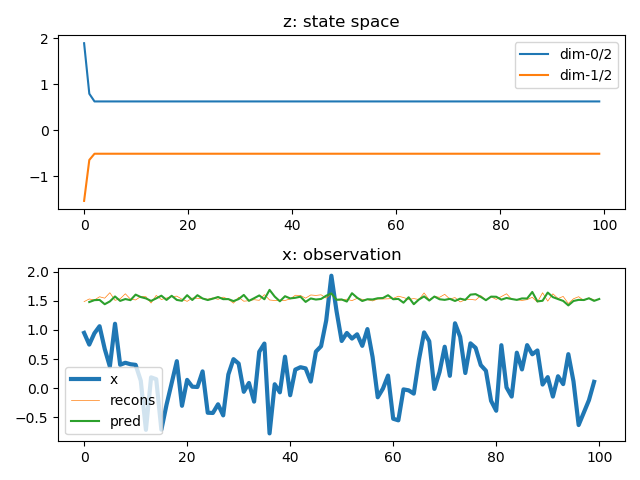 z: state space
2
1
0
−1
dim-0/2
dim-1/2
0 20 40 60 80 100
x: observation
2.0
1.5
1.0
0.5
0.0
−0.5
x
recons
pred
0 20 40 60 80 100